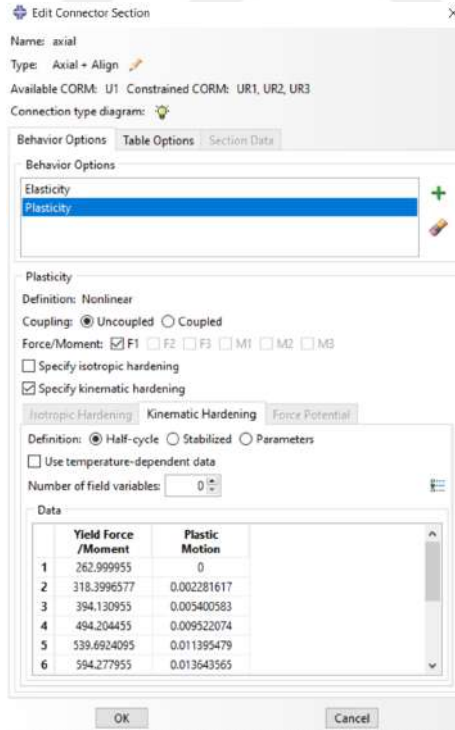 Edit Connector Section
Name: axial
Type: Axial + Align
Available CORM: U1 Constrained CORM: UR1, UR2, UR3
Connection type diagram:
Behavior Options Table Options Section Data
Behavior Options
Elasticity
Plasticity
Plasticity
Definition: Nonlinear
Coupling: Uncoupled Coupled
Force/Moment: F1 F2 F3 M1 M2 M3
Specify isotropic hardening
Specify kinematic hardening
Isotropic Hardening Kinematic Hardening Force Potential
Definition: Half-cycle Stabilized Parameters
Use temperature-dependent data
Number of field variables: 0
Data
Yield Force Plastic
/Moment Motion
1 262.999955 0
2 318.3996577 0.002281617
3 394.130955 0.005400583
4 494.204455 0.009522074
5 539.6924095 0.011395479
6 594.277955 0.013643565
OK Cancel